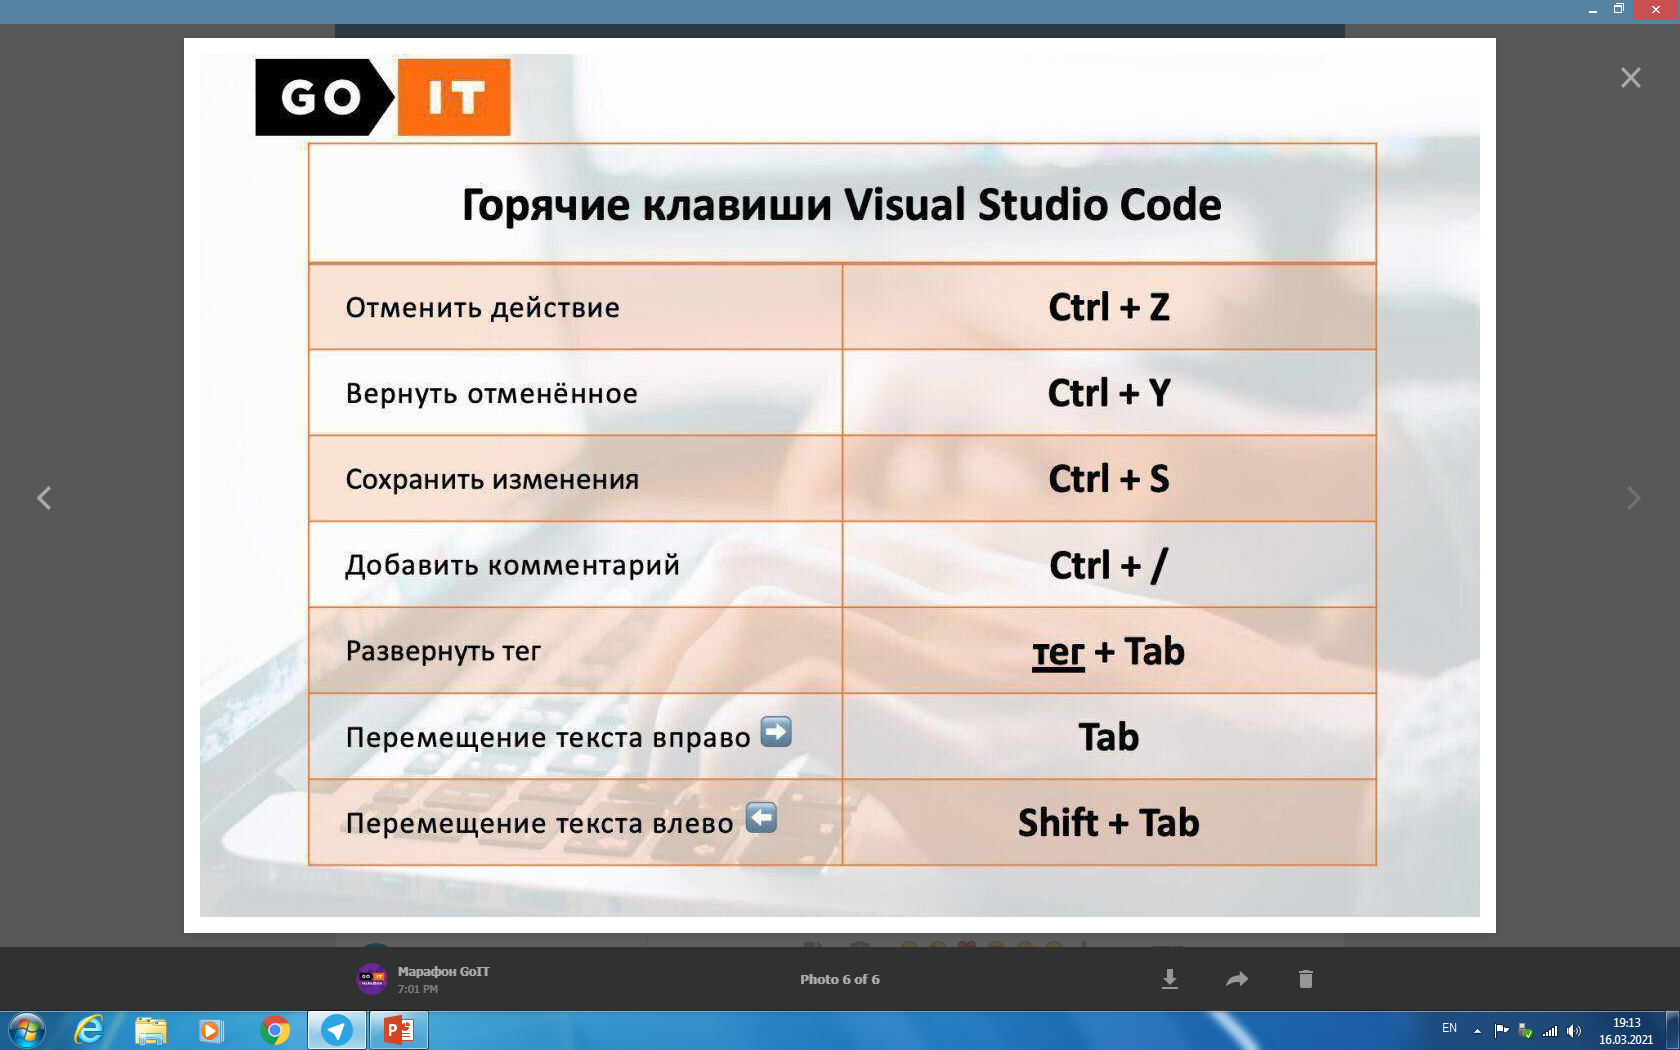 GO IT
Горячие клавиши Visual Studio Code
Отменить действие Ctrl + Z
Вернуть отменённое Ctrl + Y
Сохранить изменения Ctrl + S
Добавить комментарий Ctrl + /
Развернуть тег тег + Tab
Перемещение текста вправо Tab
Перемещение текста влево Shift + Tab
Марафон GoIT
7:01 PM
Photo 6 of 6
EN
19:13
16.03.2021